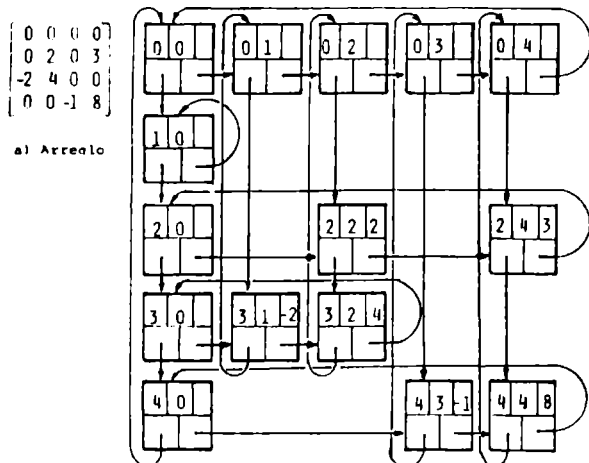 0 0 0 0
0 2 0 3
-2 4 0 0
0 0 -1 8
a) Arreglo
0 0
0 1
0 2
0 3
0 4
1 0
2 0
2 2 2
2 4 3
3 0
3 1 -2
3 2 4
4 0
4 3 -1
4 4 8